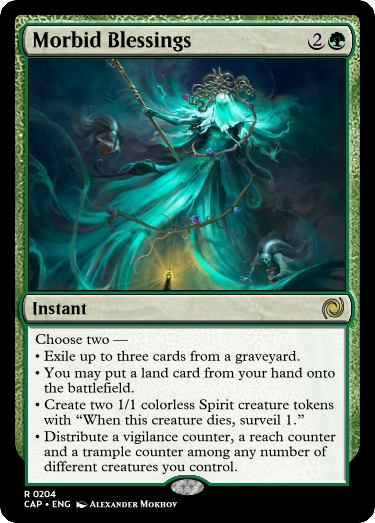 Morbid Blessings 2
Instant
Choose two —
• Exile up to three cards from a graveyard.
• You may put a land card from your hand onto
the battlefield.
• Create two 1/1 colorless Spirit creature tokens
with “When this creature dies, surveil 1.”
• Distribute a vigilance counter, a reach counter
and a trample counter among any number of
different creatures you control.
R 0204
CAP • ENG Alexander Mokhov